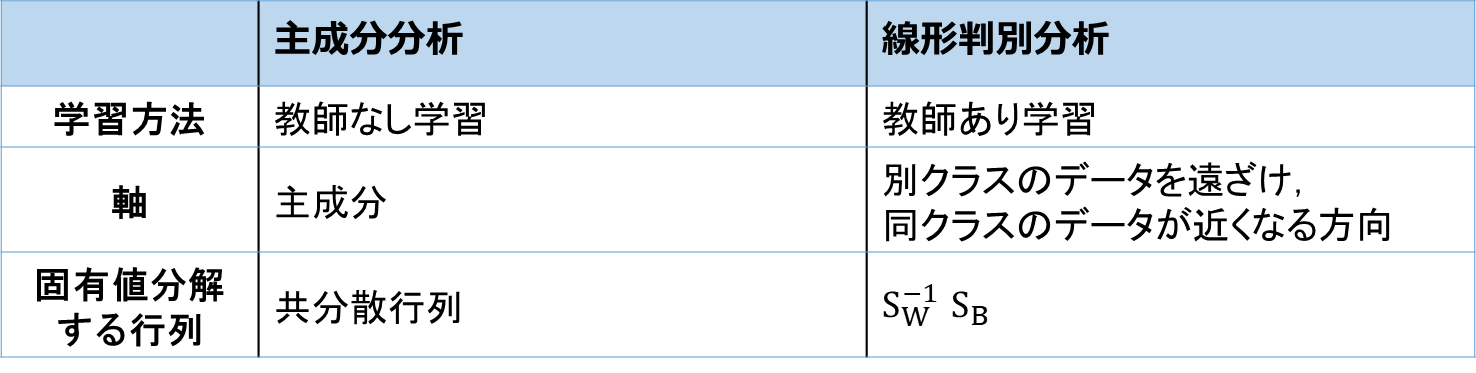 主成分分析
線形判別分析
学習方法
教師なし学習
教師あり学習
軸
主成分
別クラスのデータを遠ざけ,
同クラスのデータが近くなる方向
固有値分解
する行列
共分散行列
S_W^{-1} S_B